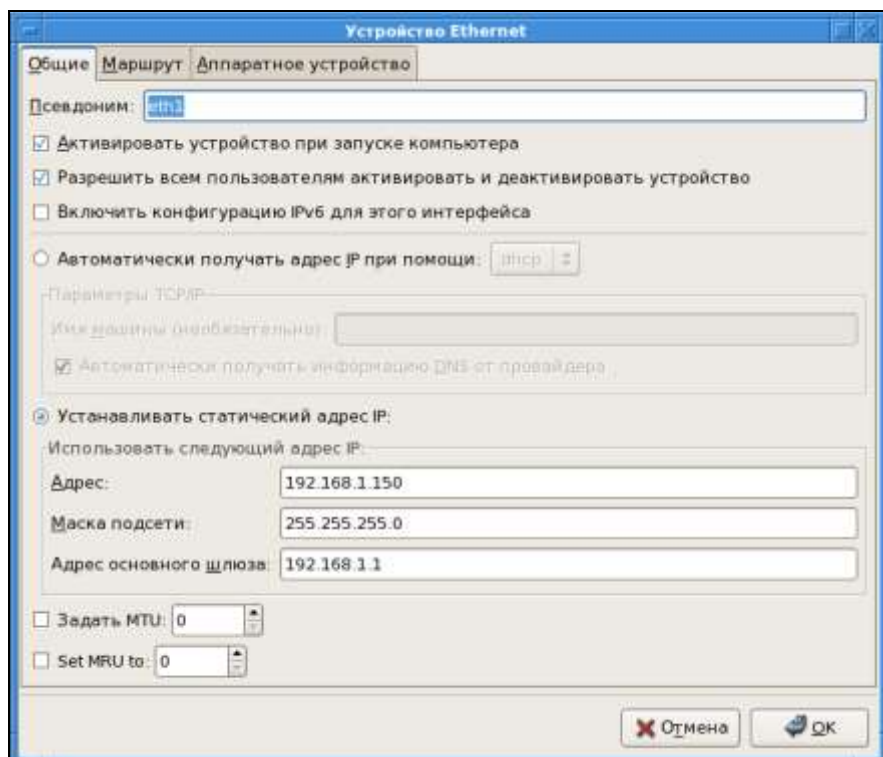 Устройство Ethernet
Общие Маршрут Аппаратное устройство
Псевдоним: eth1
Активировать устройство при запуске компьютера
Разрешить всем пользователям активировать и деактивировать устройство
Включить конфигурацию IPv6 для этого интерфейса
Автоматически получать адрес IP при помощи: dhcp
Параметры TCP/IP
Имя машины (необязательно):
Автоматически получать информацию DNS от провайдера
Устанавливать статический адрес IP:
Использовать следующий адрес IP:
Адрес: 192.168.1.150
Маска подсети: 255.255.255.0
Адрес основного шлюза: 192.168.1.1
Задать MTU: 0
Set MRU to: 0
Отмена OK